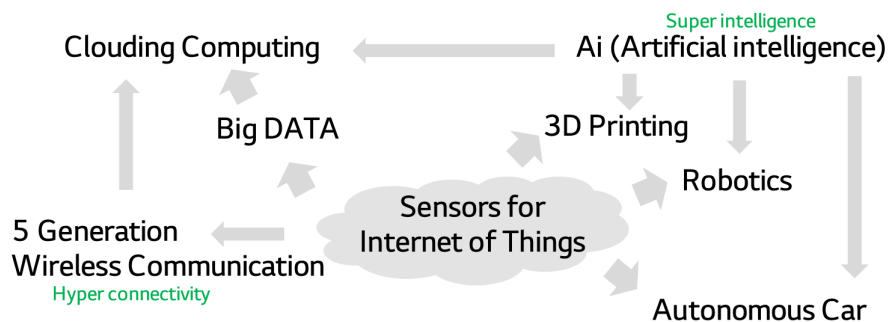 Super intelligence
Clouding Computing
Ai (Artificial intelligence)
Big DATA
3D Printing
Robotics
Sensors for
Internet of Things
5 Generation
Wireless Communication
Hyper connectivity
Autonomous Car